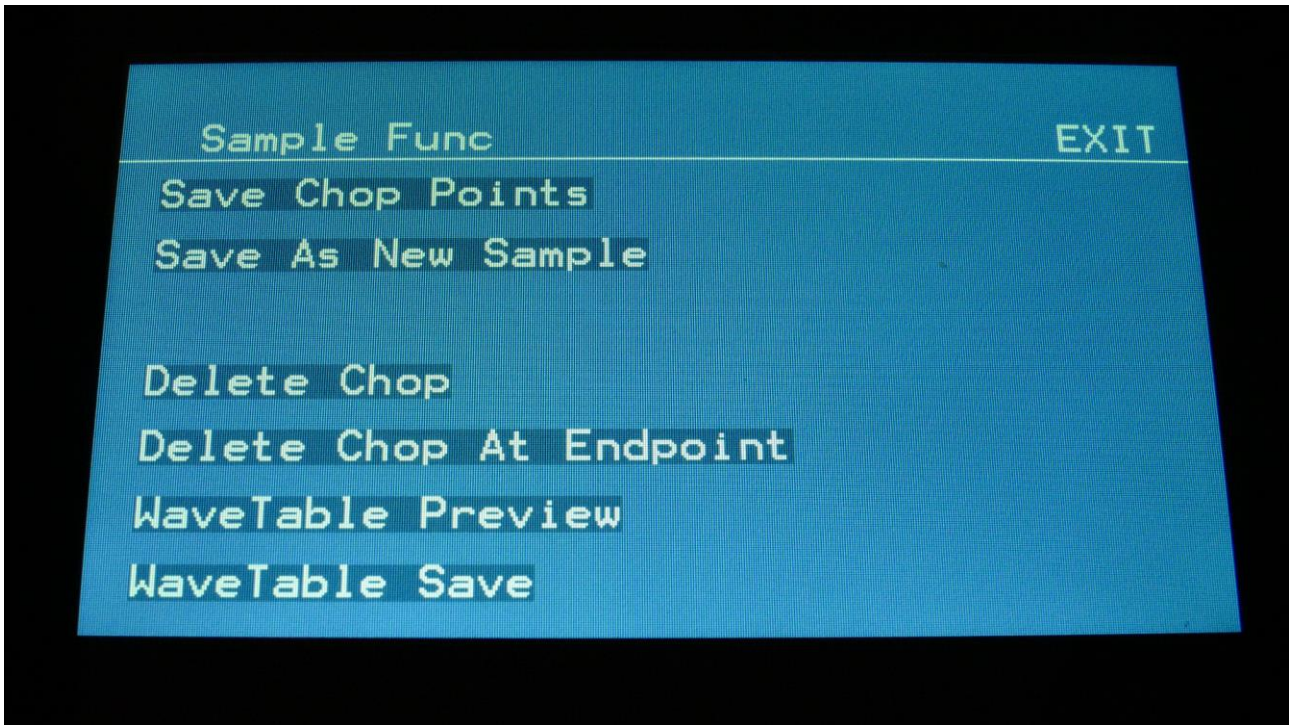 Sample Func EXIT
Save Chop Points
Save As New Sample
Delete Chop
Delete Chop At Endpoint
WaveTable Preview
WaveTable Save